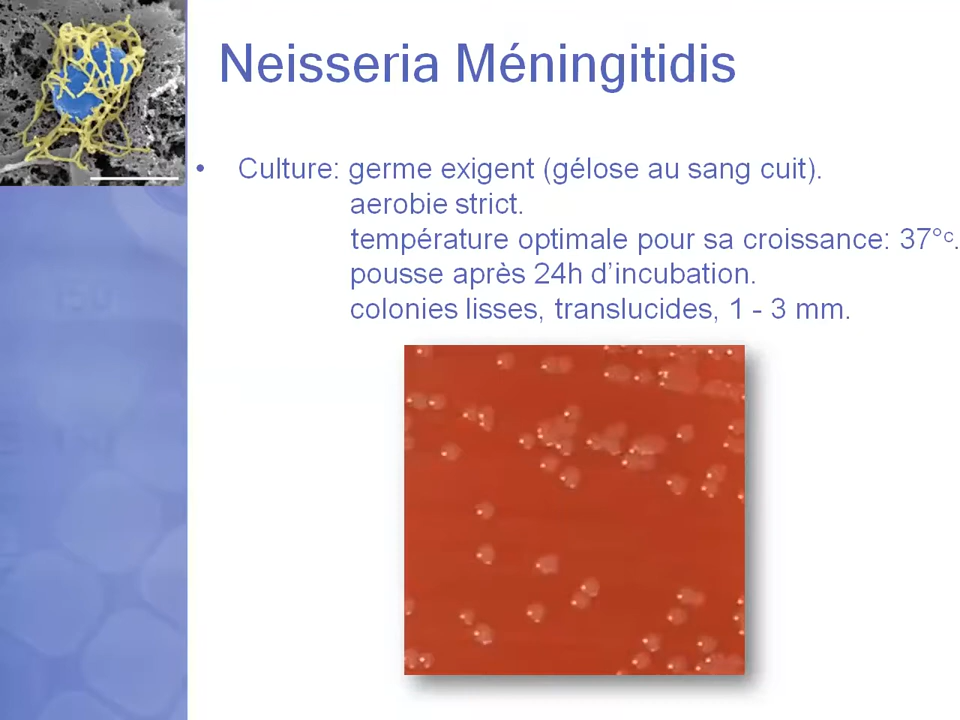 Neisseria Méningitidis
• Culture: germe exigent (gélose au sang cuit).
aerobie strict.
température optimale pour sa croissance: 37°c.
pousse après 24h d’incubation.
colonies lisses, translucides, 1 - 3 mm.